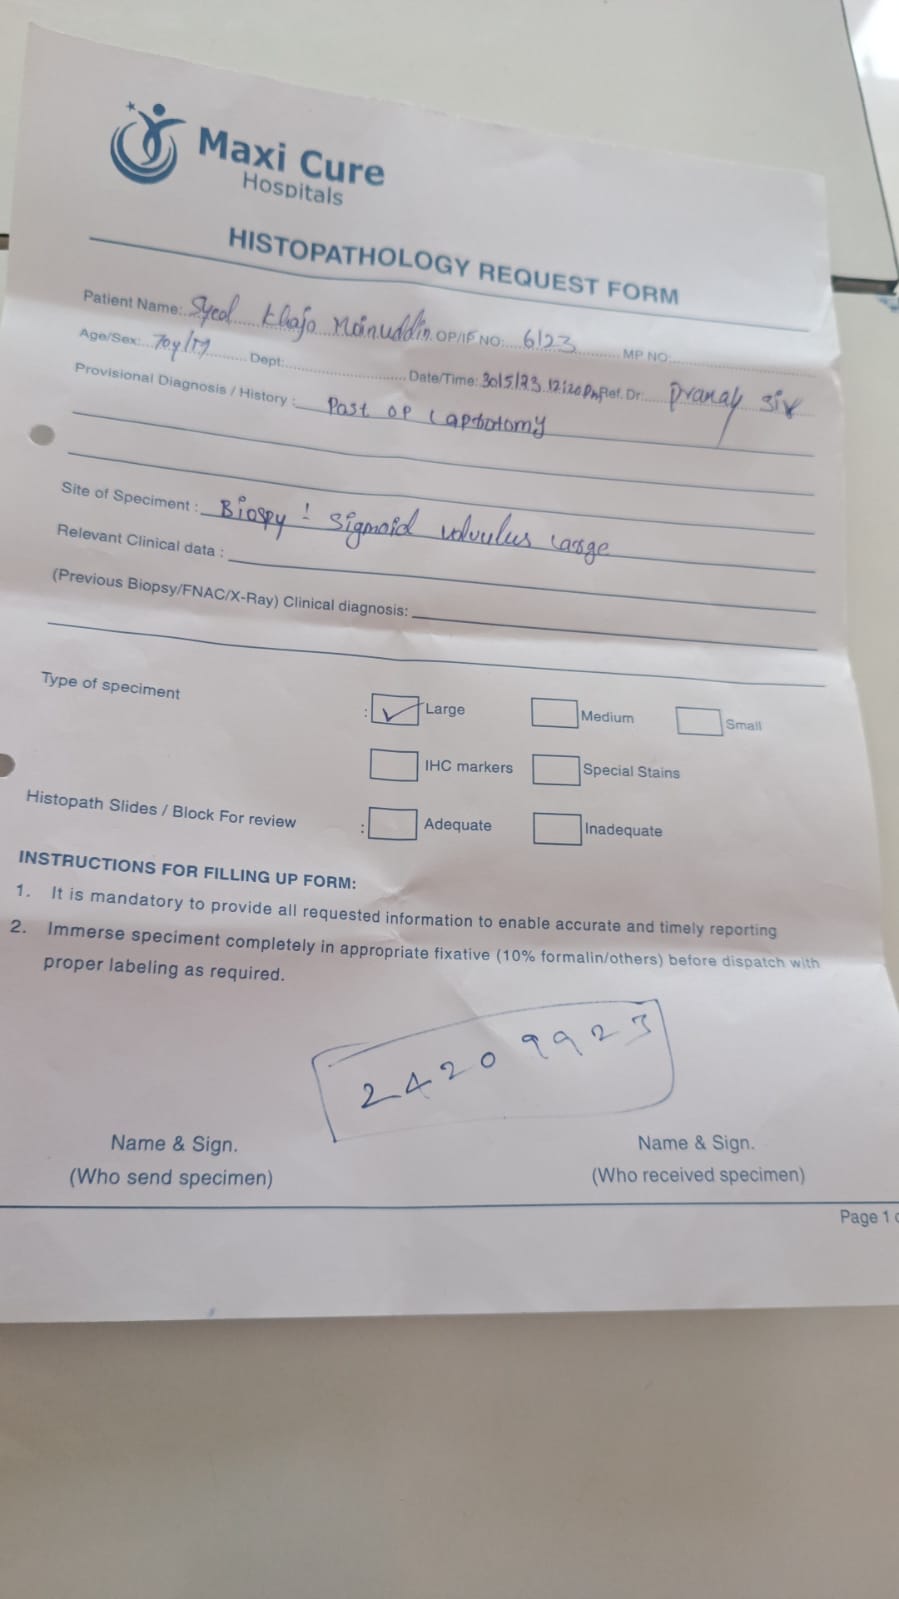 Maxi Cure
Hospitals
HISTOPATHOLOGY REQUEST FORM
Patient Name: Syed Khaja Moinuddin OP/IP NO: 6123 MP NO:
Age/Sex: 70y/M Dept: Date/Time: 30/5/23 12:20 Pm Ref. Dr: Pranay sir
Provisional Diagnosis / History : Post op Laprotomy
Site of Speciment : Biospy : Sigmoid volvulus large
Relevant Clinical data :
(Previous Biopsy/FNAC/X-Ray) Clinical diagnosis:
Type of speciment : Large Medium Small
IHC markers Special Stains
Histopath Slides / Block For review : Adequate Inadequate
INSTRUCTIONS FOR FILLING UP FORM:
1. It is mandatory to provide all requested information to enable accurate and timely reporting
2. Immerse speciment completely in appropriate fixative (10% formalin/others) before dispatch with
proper labeling as required.
24209923
Name & Sign. Name & Sign.
(Who send specimen) (Who received specimen)
Page 1